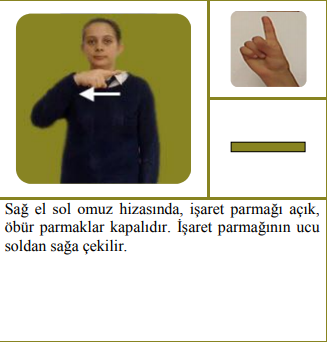 Sağ el sol omuz hizasında, işaret parmağı açık,
öbür parmaklar kapalıdır. İşaret parmağının ucu
soldan sağa çekilir.